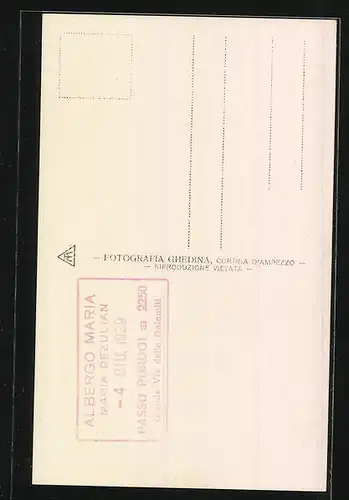 — FOTOGRAFIA GHEDINA, CORTINA D'AMPEZZO —
— RIPRODUZIONE VIETATA —
ALBERGO MARIA
MARIA DEZULIAN
- 4 GIU. 1929
PASSO PORDOI m 2250
Grande Via delle Dolomiti